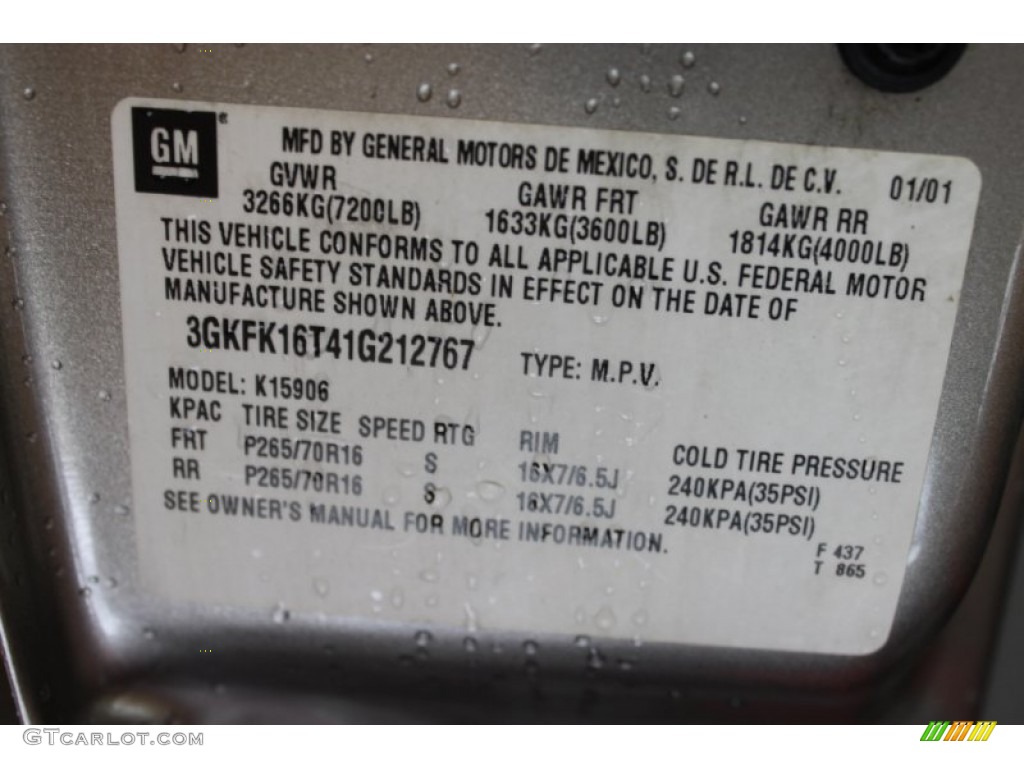 GM
MFD BY GENERAL MOTORS DE MEXICO, S. DE R.L. DE C.V. 01/01
GVWR GAWR FRT GAWR RR
3266KG(7200LB) 1633KG(3600LB) 1814KG(4000LB)
THIS VEHICLE CONFORMS TO ALL APPLICABLE U.S. FEDERAL MOTOR
VEHICLE SAFETY STANDARDS IN EFFECT ON THE DATE OF
MANUFACTURE SHOWN ABOVE.
3GKFK16T41G212767 TYPE: M.P.V.
MODEL: K15906
KPAC TIRE SIZE SPEED RTG RIM COLD TIRE PRESSURE
FRT P265/70R16 S 16X7/6.5J 240KPA(35PSI)
RR P265/70R16 S 16X7/6.5J 240KPA(35PSI)
SEE OWNER'S MANUAL FOR MORE INFORMATION.
F 437
T 865
GTCarlot.com